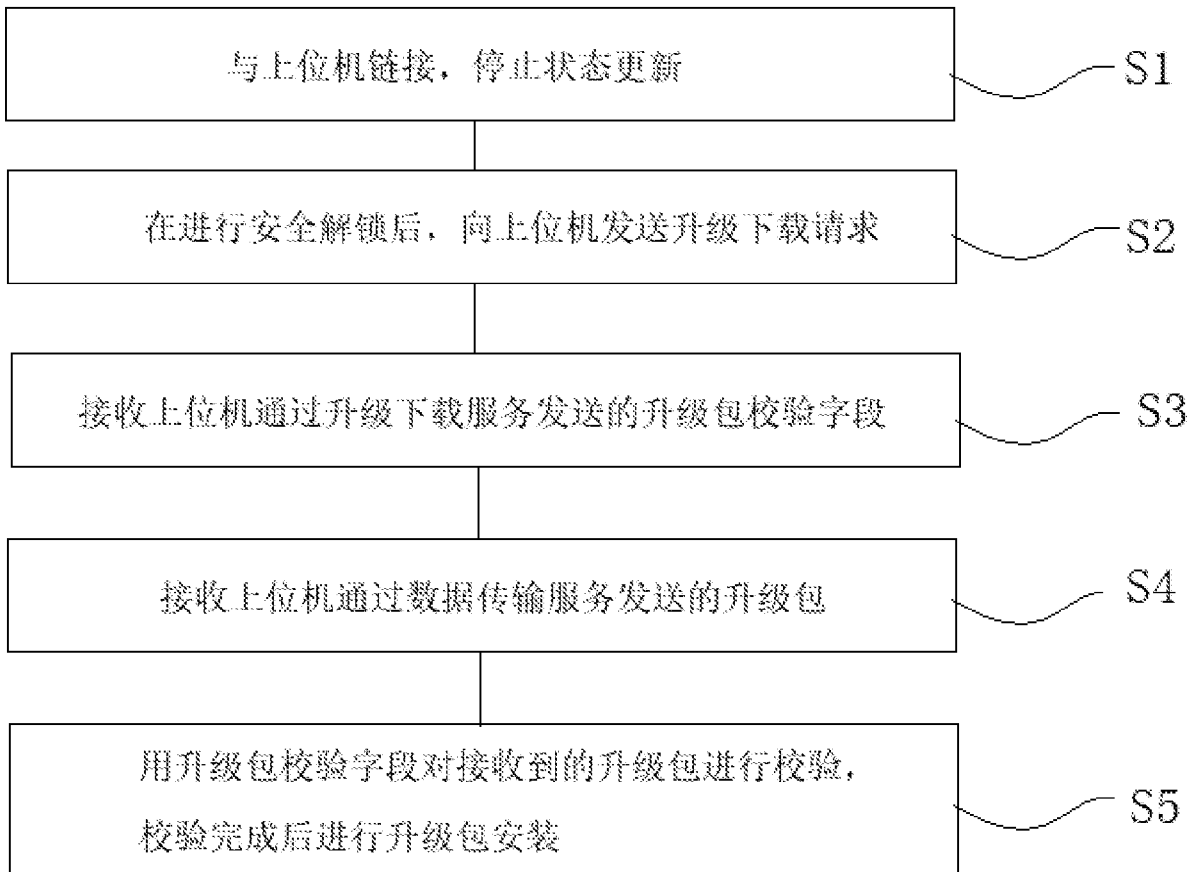 与上位机链接，停止状态更新
S1
在进行安全解锁后，向上位机发送升级下载请求
S2
接收上位机通过升级下载服务发送的升级包校验字段
S3
接收上位机通过数据传输服务发送的升级包
S4
用升级包校验字段对接收到的升级包进行校验，
校验完成后进行升级包安装
S5